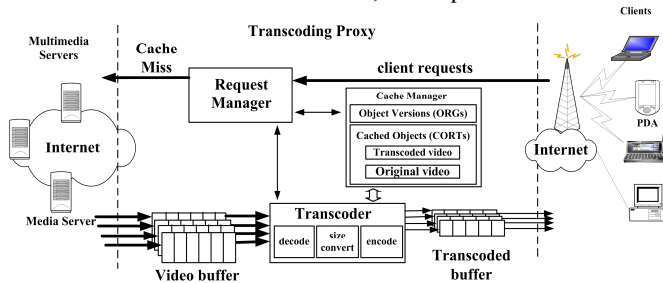 Clients
Transcoding Proxy
Multimedia
Servers
Cache
Miss
Request
Manager
client requests
Cache Manager
Object Versions (ORGs)
Cached Objects (CORTs)
Transcoded video
Original video
PDA
Internet
Internet
Media Server
Transcoder
decode
size
convert
encode
Video buffer
Transcoded
buffer